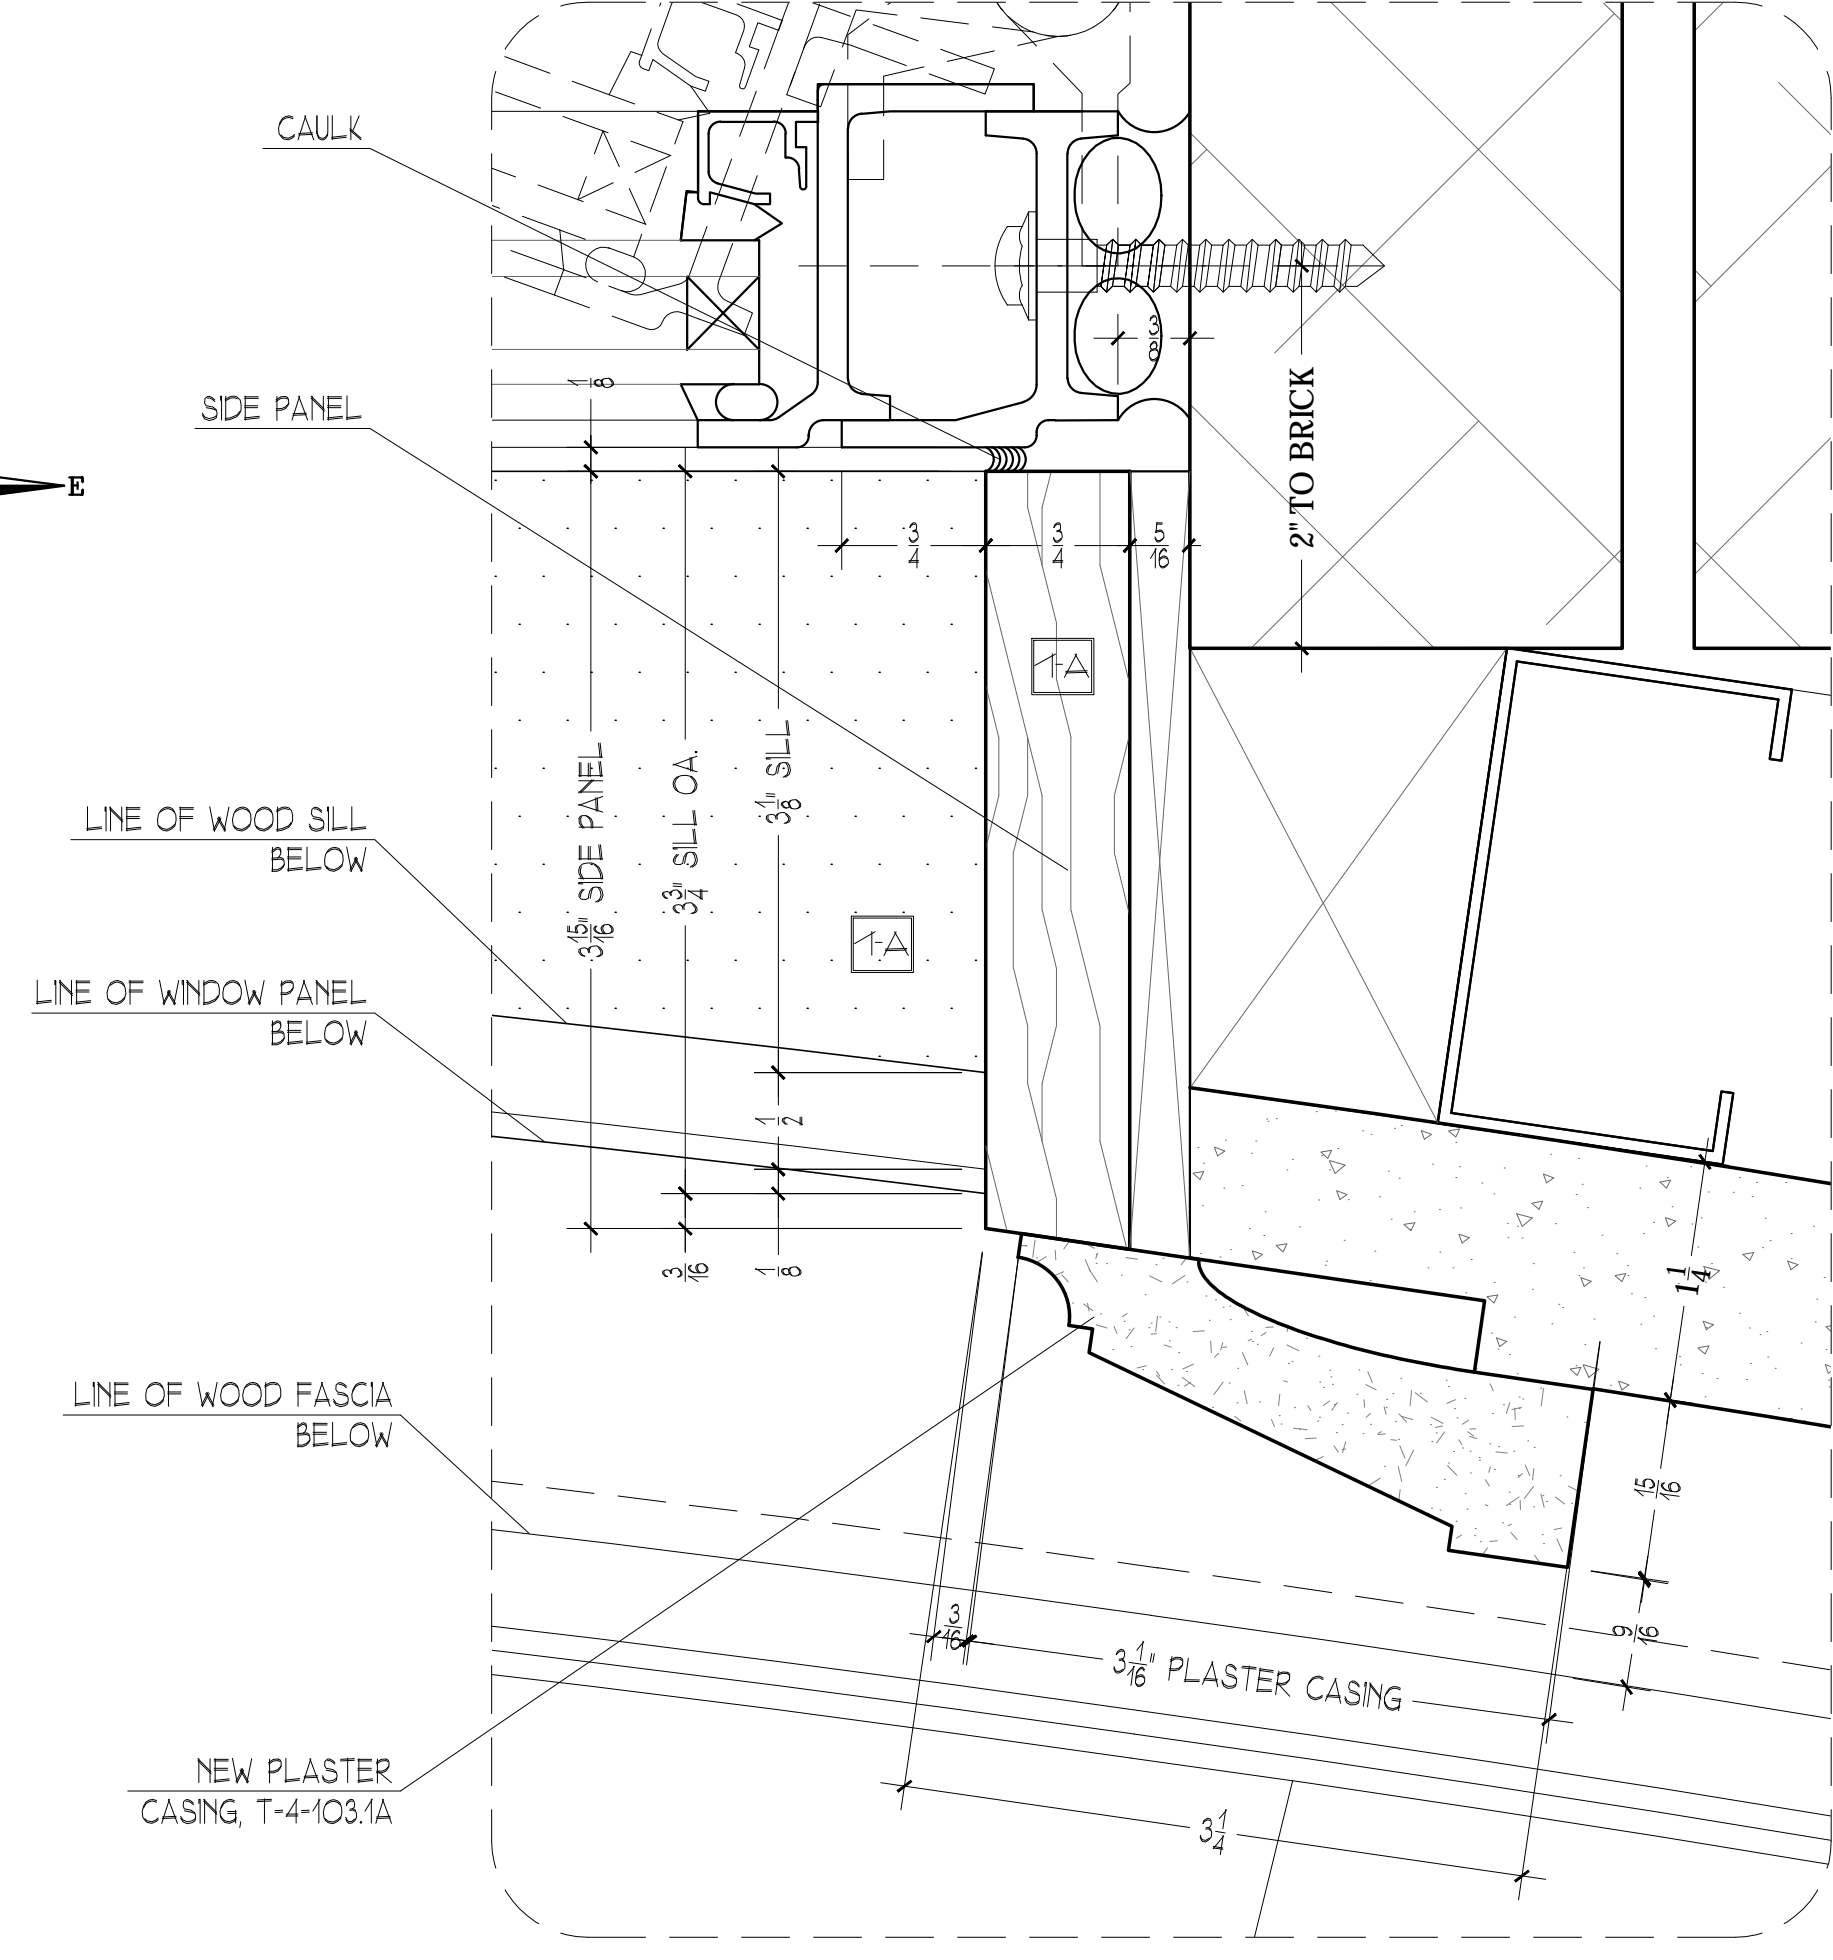 CAULK
SIDE PANEL
E
LINE OF WOOD SILL
BELOW
LINE OF WINDOW PANEL
BELOW
LINE OF WOOD FASCIA
BELOW
NEW PLASTER
CASING, T-4-103.1A
1/8
3/8
2" TO BRICK
3/4
3/4
5/16
3 15/16" SIDE PANEL
3 3/4" SILL OA.
3 1/8" SILL
1/2
3/16
1/8
1 1/4
15/16
9/16
3/16
3 1/16" PLASTER CASING
3 1/4